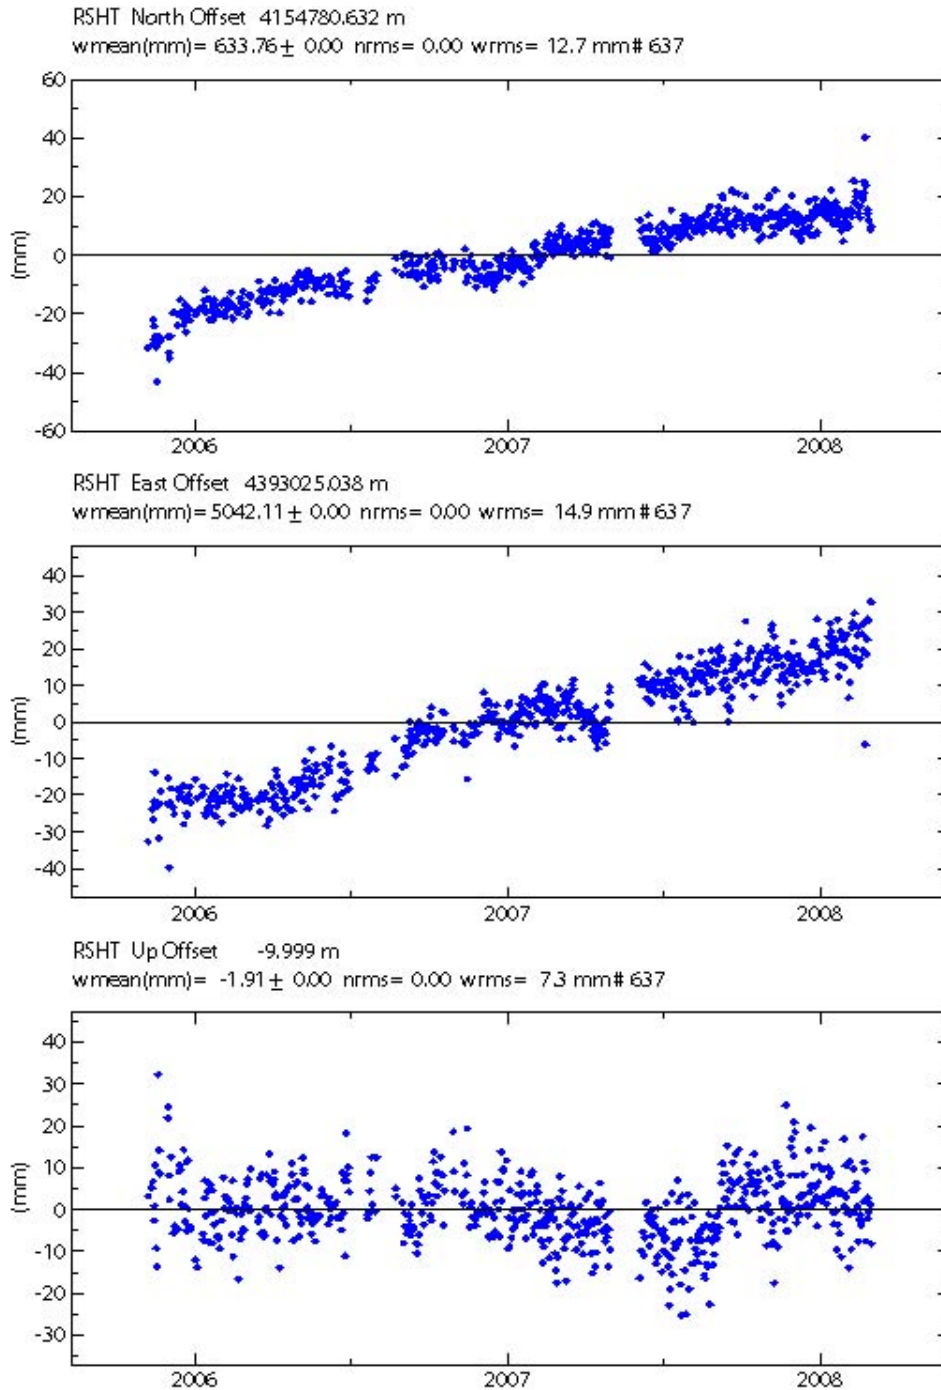 RSHT North Offset 4154780.632 m
wmean(mm)= 633.76± 0.00 nrms= 0.00 wrms= 12.7 mm# 637
60
40
20
0
-20
-40
-60
(mm)
2006 2007 2008
RSHT East Offset 4393025.038 m
wmean(mm)= 5042.11± 0.00 nrms= 0.00 wrms= 14.9 mm# 637
40
30
20
10
0
-10
-20
-30
-40
(mm)
2006 2007 2008
RSHT Up Offset -9.999 m
wmean(mm)= -1.91± 0.00 nrms= 0.00 wrms= 7.3 mm# 637
40
30
20
10
0
-10
-20
-30
(mm)
2006 2007 2008